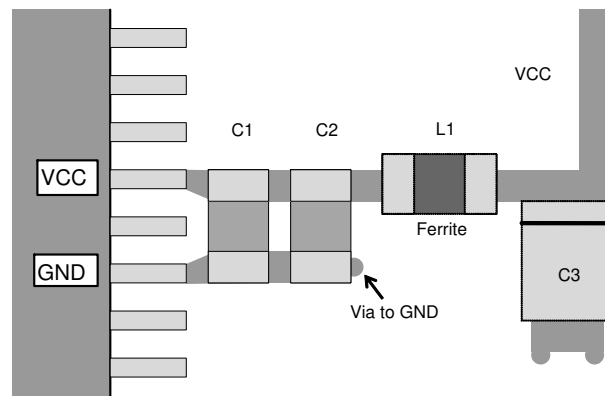 VCC
C1
C2
L1
VCC
Ferrite
GND
C3
Via to GND